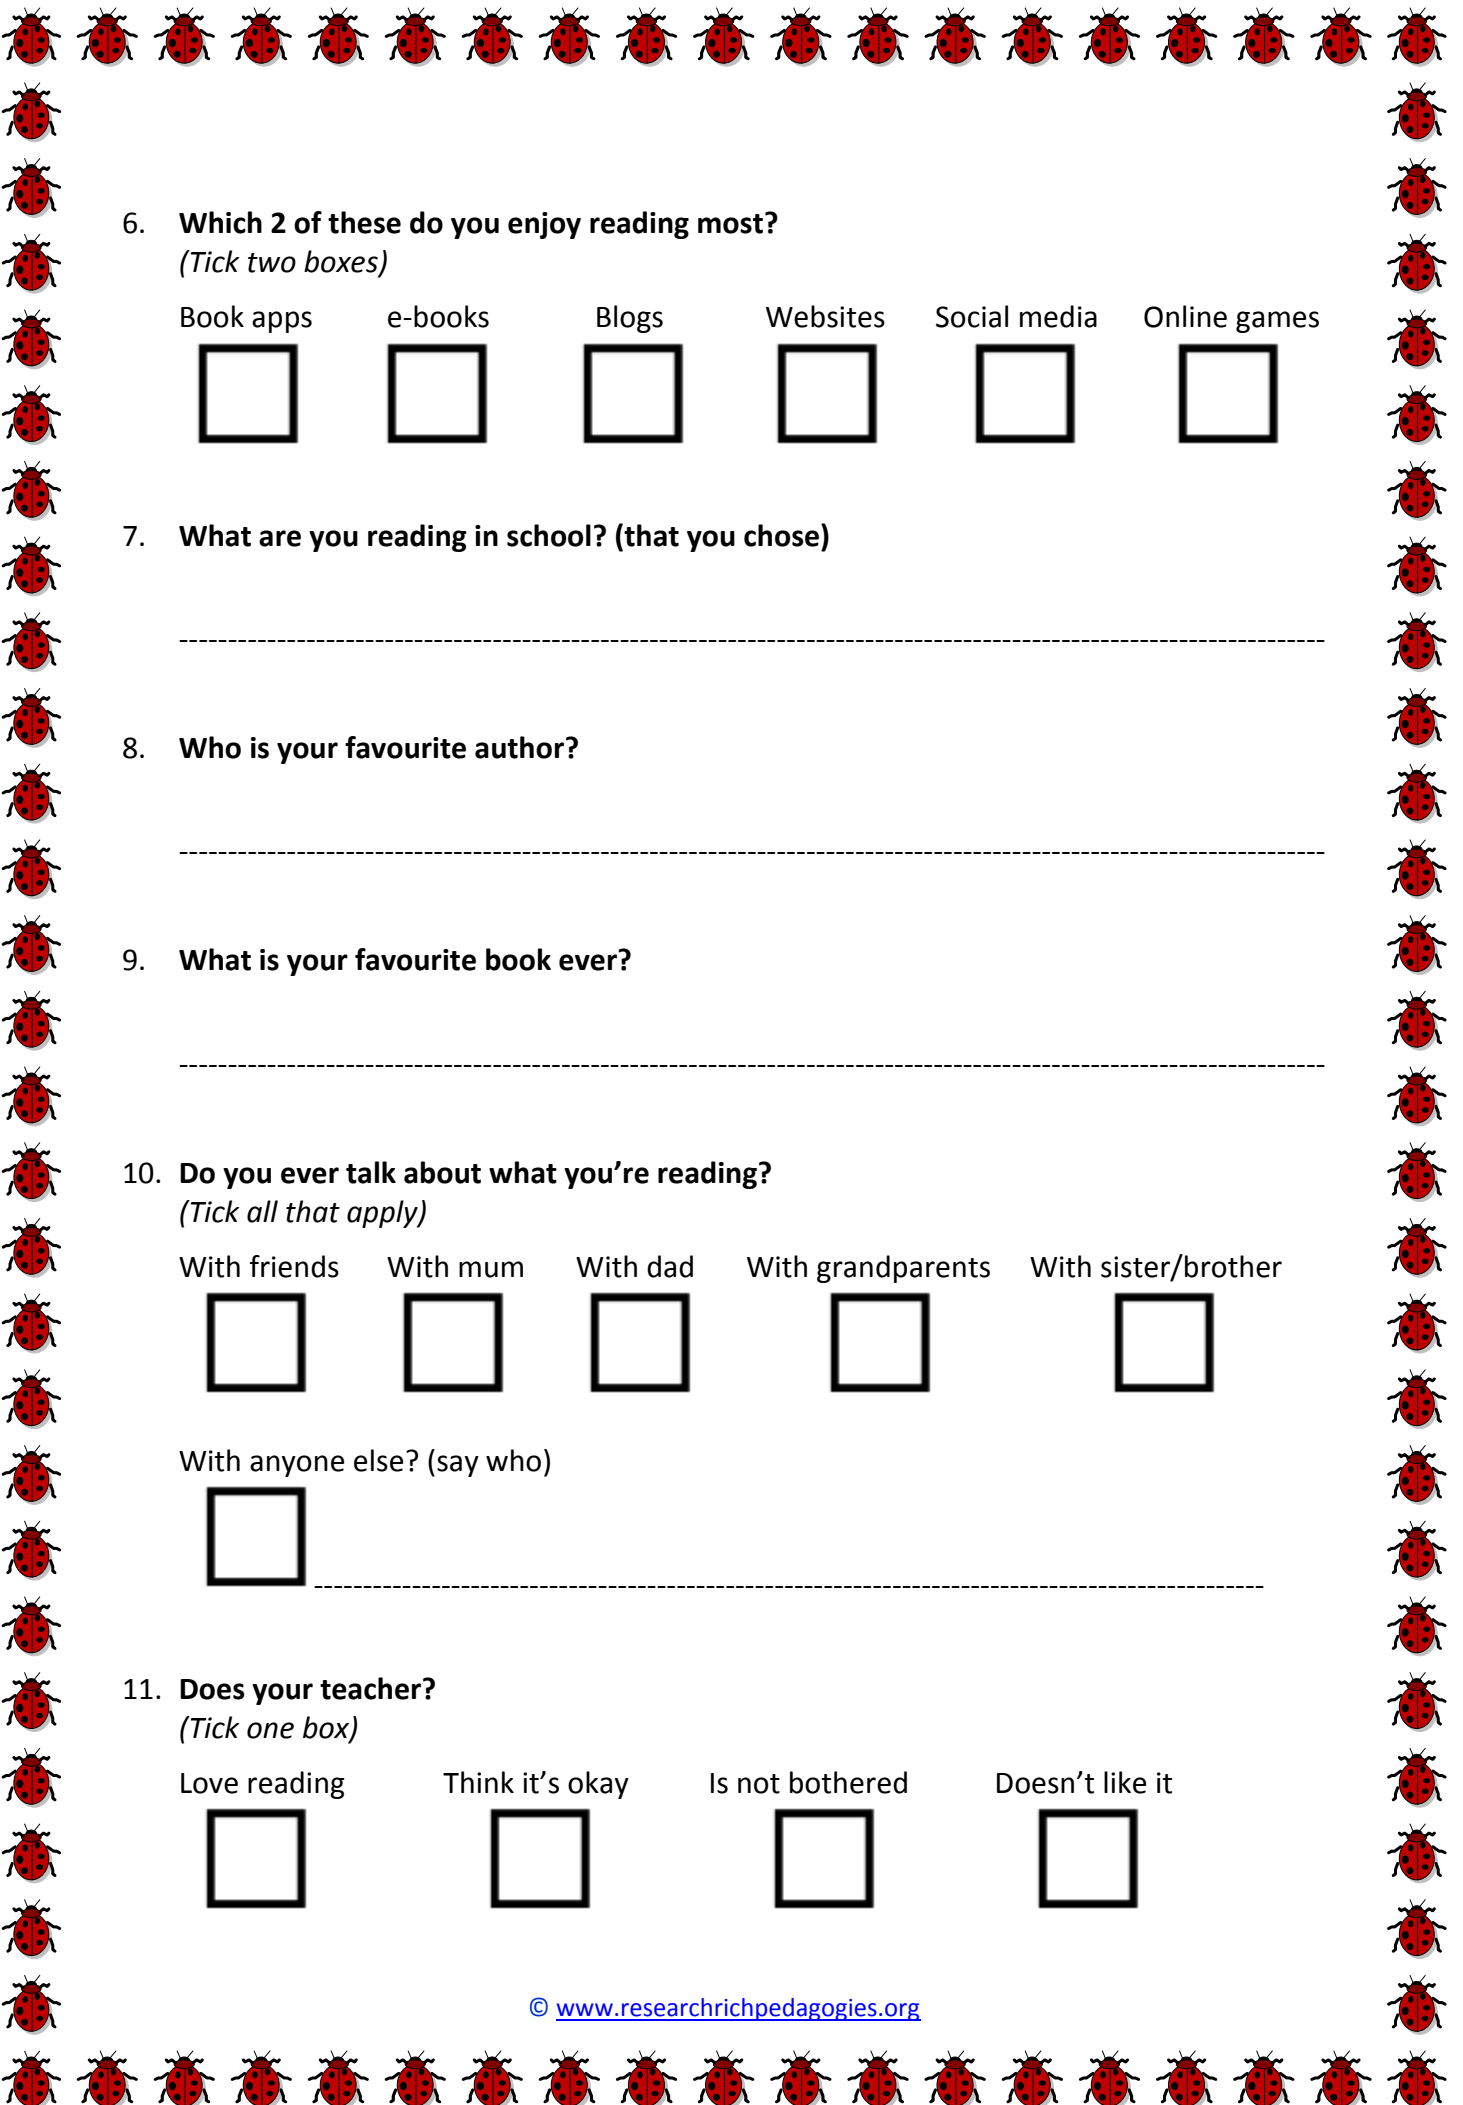 6. Which 2 of these do you enjoy reading most?
(Tick two boxes)
Book apps e-books Blogs Websites Social media Online games
7. What are you reading in school? (that you chose)
8. Who is your favourite author?
9. What is your favourite book ever?
10. Do you ever talk about what you’re reading?
(Tick all that apply)
With friends With mum With dad With grandparents With sister/brother
With anyone else? (say who)
11. Does your teacher?
(Tick one box)
Love reading Think it’s okay Is not bothered Doesn’t like it
© www.researchrichpedagogies.org